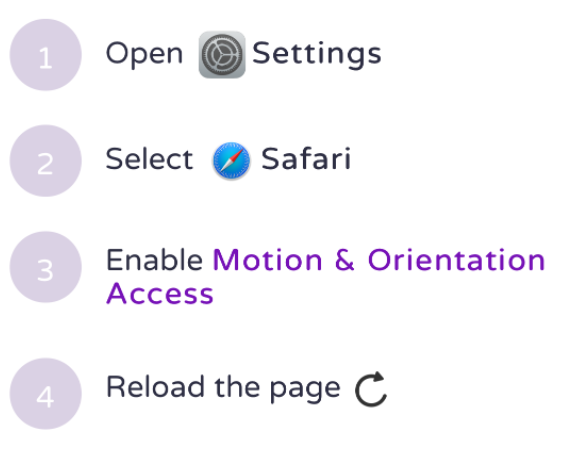 1 Open Settings
2 Select Safari
3 Enable Motion & Orientation
Access
4 Reload the page